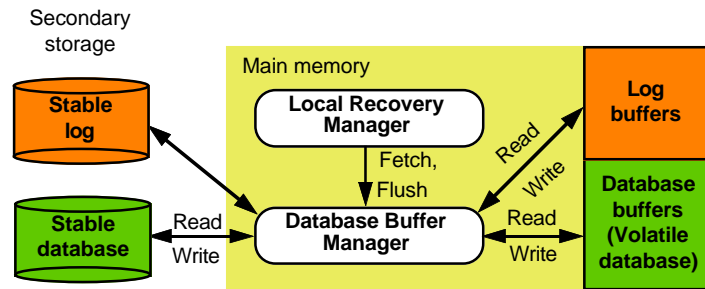 Secondary
storage
Main memory
Stable
log
Local Recovery
Manager
Log
buffers
Read
Write
Fetch,
Flush
Stable
database
Read
Write
Database Buffer
Manager
Read
Write
Database
buffers
(Volatile
database)